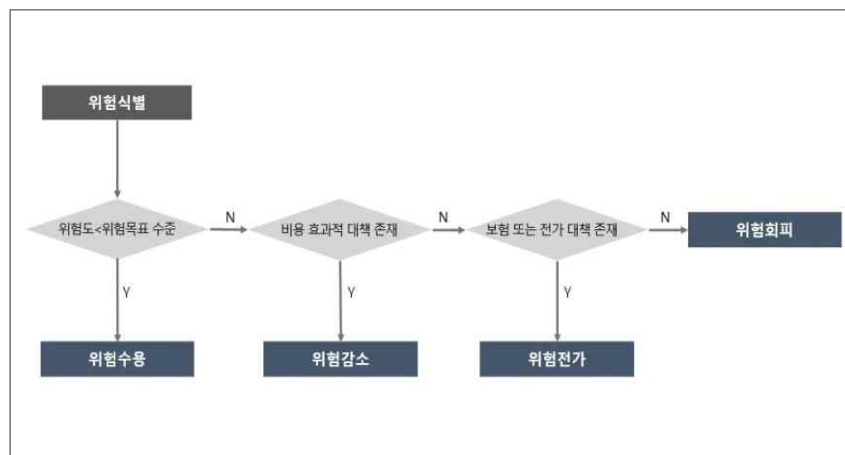 위험식별
위험도<위험목표 수준
N
비용 효과적 대책 존재
N
보험 또는 전가 대책 존재
N
위험회피
Y
Y
Y
위험수용
위험감소
위험전가